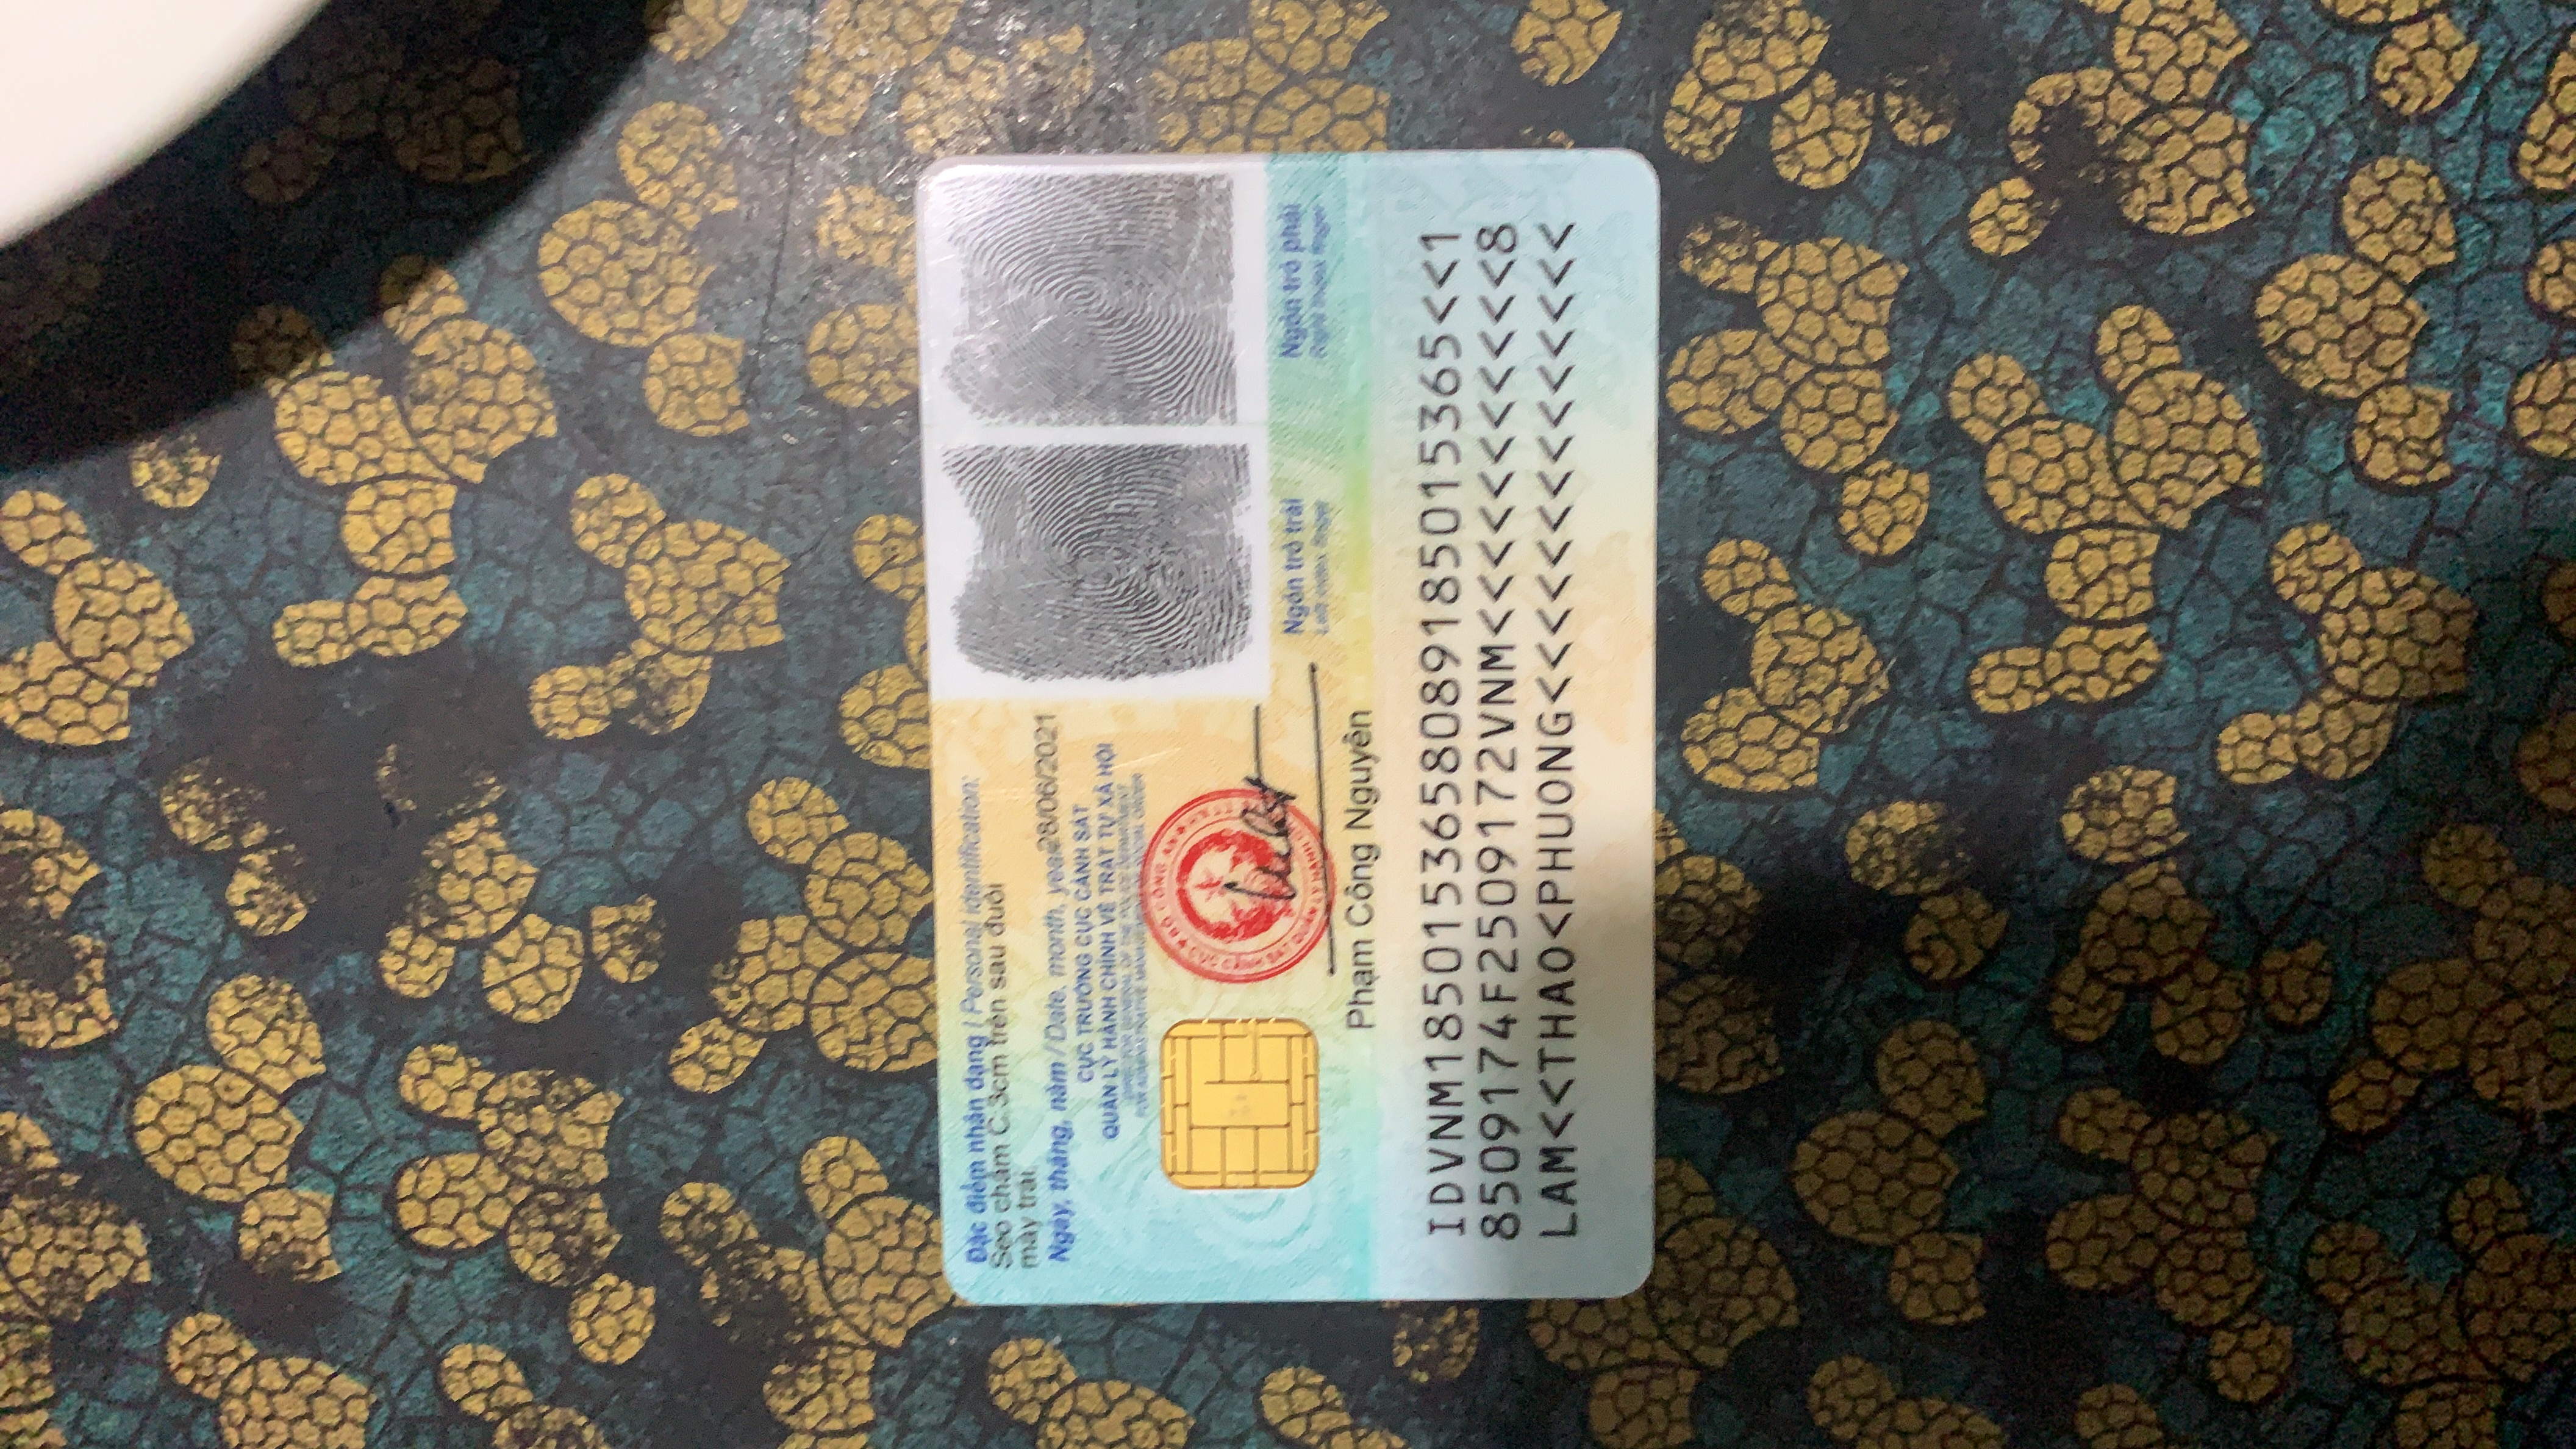 Đặc điểm nhân dạng / Personal identification:
Sẹo chấm C:3cm trên sau đuôi
mày trái.
Ngày, tháng, năm / Date, month, year 28/06/2021
CỤC TRƯỞNG CỤC CẢNH SÁT
QUẢN LÝ HÀNH CHÍNH VỀ TRẬT TỰ XÃ HỘI
DIRECTOR GENERAL OF THE POLICE DEPARTMENT
FOR ADMINISTRATIVE MANAGEMENT OF SOCIAL ORDER
BỘ CÔNG AN
QUẢN LÝ HÀNH
Ngón trỏ trái
Left index finger
Ngón trỏ phải
Right index finger
Phạm Công Nguyên
IDVNM1850153658089185015365<<1
8509174F2509172VNM<<<<<<<<<<<8
LAM<<THAO<PHUONG<<<<<<<<<<<<<<